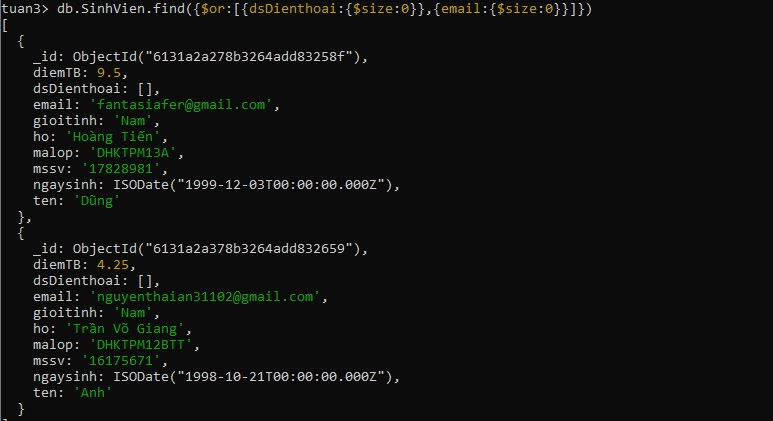 tuan3> db.SinhVien.find({$or:[{dsDienthoai:{$size:0}},{email:{$size:0}}]})
[
  {
    _id: ObjectId("6131a2a278b3264add83258f"),
    diemTB: 9.5,
    dsDienthoai: [],
    email: 'fantasiafer@gmail.com',
    gioitinh: 'Nam',
    ho: 'Hoàng Tiến',
    malop: 'DHKTPM13A',
    mssv: '17828981',
    ngaysinh: ISODate("1999-12-03T00:00:00.000Z"),
    ten: 'Dũng'
  },
  {
    _id: ObjectId("6131a2a378b3264add832659"),
    diemTB: 4.25,
    dsDienthoai: [],
    email: 'nguyenthaian31102@gmail.com',
    gioitinh: 'Nam',
    ho: 'Trần Võ Giang',
    malop: 'DHKTPM12BTT',
    mssv: '16175671',
    ngaysinh: ISODate("1998-10-21T00:00:00.000Z"),
    ten: 'Anh'
  }